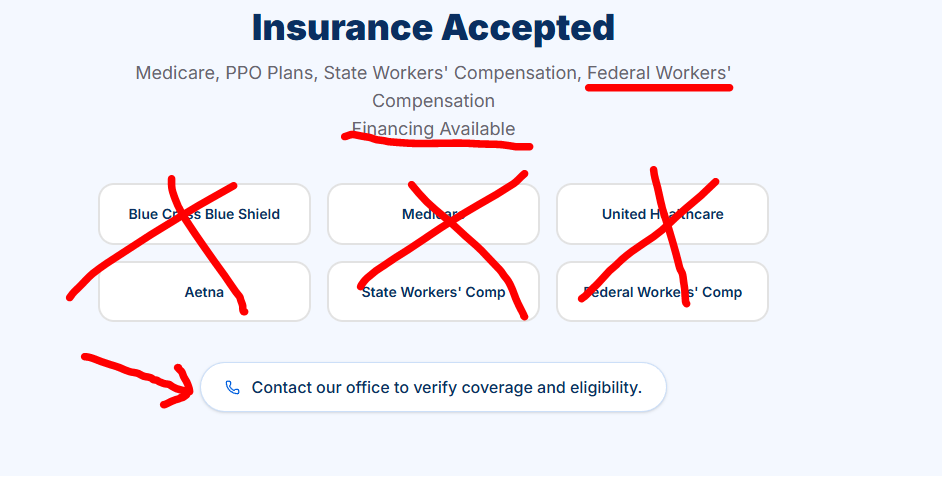 Insurance Accepted
Medicare, PPO Plans, State Workers' Compensation, Federal Workers'
Compensation
Financing Available
Blue Cross Blue Shield
Medicare
United Healthcare
Aetna
State Workers' Comp
Federal Workers' Comp
Contact our office to verify coverage and eligibility.